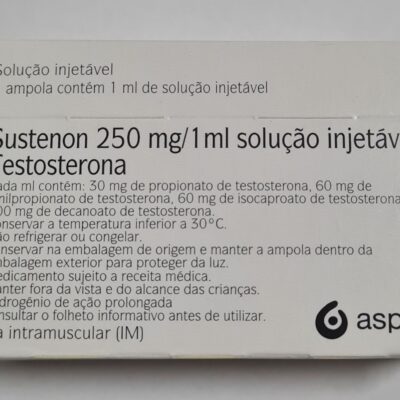 Solução injetável
ampola contêm 1 ml de solução injetável
Sustenon 250 mg/1ml solução injetáv
Testosterona
ada ml contêm: 30 mg de propionato de testosterona, 60 mg de
nilpropionato de testosterona, 60 mg de isocaproato de testosterona
00 mg de decanoato de testosterona.
onservar a temperatura inferior a 30°C.
ão refrigerar ou congelar.
onservar na embalagem de origem e manter a ampola dentro da
mbalagem exterior para proteger da luz.
edicamento sujeito a receita médica.
anter fora da vista e do alcance das crianças.
drogênio de ação prolongada
onsultar o folheto informativo antes de utilizar.
a intramuscular (IM)
asp